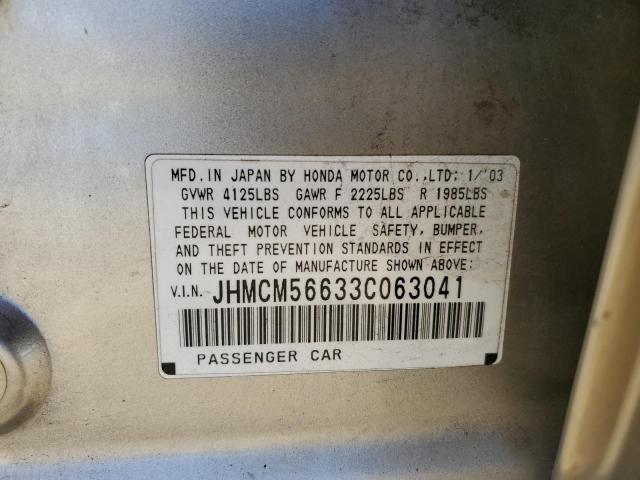 MFD. IN JAPAN BY HONDA MOTOR CO.,LTD: 1/'03
GVWR 4125LBS GAWR F 2225LBS R 1985LBS
THIS VEHICLE CONFORMS TO ALL APPLICABLE
FEDERAL MOTOR VEHICLE SAFETY, BUMPER,
AND THEFT PREVENTION STANDARDS IN EFFECT
ON THE DATE OF MANUFACTURE SHOWN ABOVE:
V.I.N. JHMCM56633C063041
PASSENGER CAR